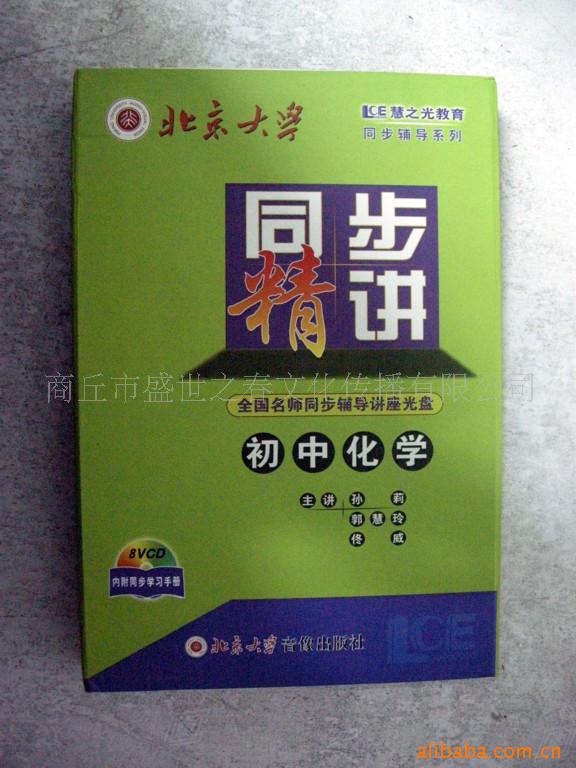 北京大学
LCE 慧之光教育
同步辅导系列
同步
精讲
商丘市盛世之春文化传播有限公司
全国名师同步辅导讲座光盘
初中化学
主讲 孙莉
郭慧玲
佟威
8VCD
内附同步学习手册
北京大学音像出版社
LCE
alibaba.com.cn